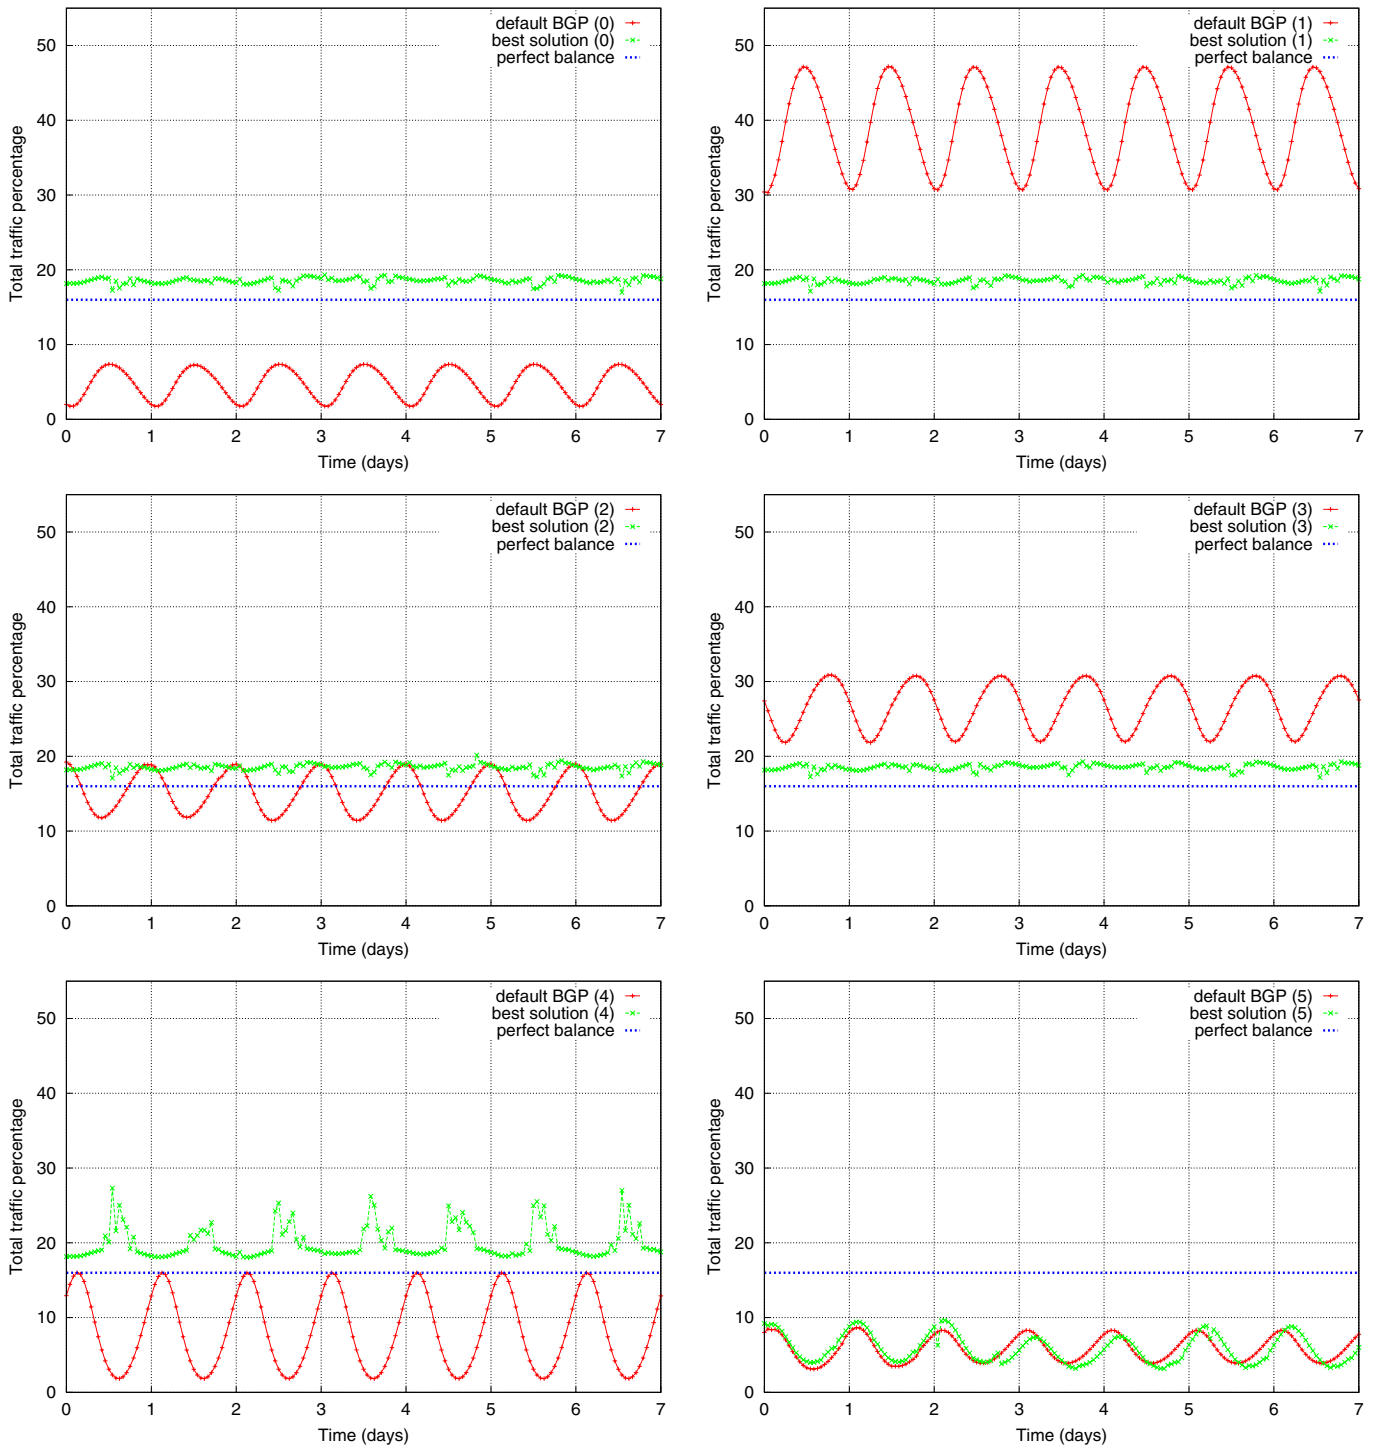 default BGP (0)
best solution (0)
perfect balance
50
40
30
20
10
0
0 1 2 3 4 5 6 7
Total traffic percentage
Time (days)
default BGP (1)
best solution (1)
perfect balance
50
40
30
20
10
0
0 1 2 3 4 5 6 7
Total traffic percentage
Time (days)
default BGP (2)
best solution (2)
perfect balance
50
40
30
20
10
0
0 1 2 3 4 5 6 7
Total traffic percentage
Time (days)
default BGP (3)
best solution (3)
perfect balance
50
40
30
20
10
0
0 1 2 3 4 5 6 7
Total traffic percentage
Time (days)
default BGP (4)
best solution (4)
perfect balance
50
40
30
20
10
0
0 1 2 3 4 5 6 7
Total traffic percentage
Time (days)
default BGP (5)
best solution (5)
perfect balance
50
40
30
20
10
0
0 1 2 3 4 5 6 7
Total traffic percentage
Time (days)